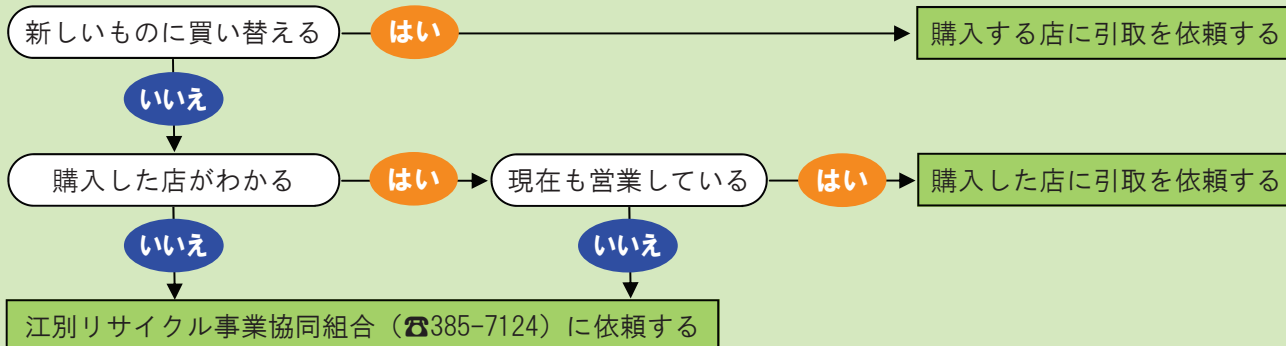 新しいものに買い替える はい 購入する店に引取を依頼する
いいえ
購入した店がわかる はい 現在も営業している はい 購入した店に引取を依頼する
いいえ いいえ
江別リサイクル事業協同組合（☎385-7124）に依頼する